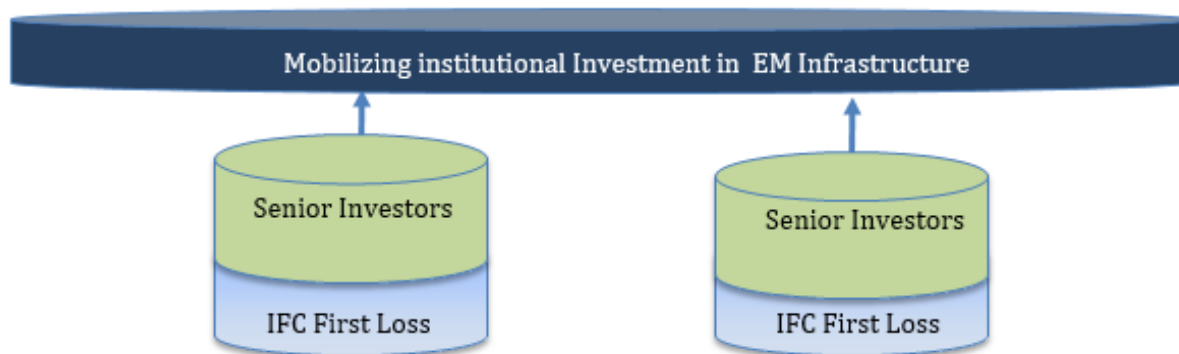 Mobilizing institutional Investment in EM Infrastructure
Senior Investors
IFC First Loss
Senior Investors
IFC First Loss